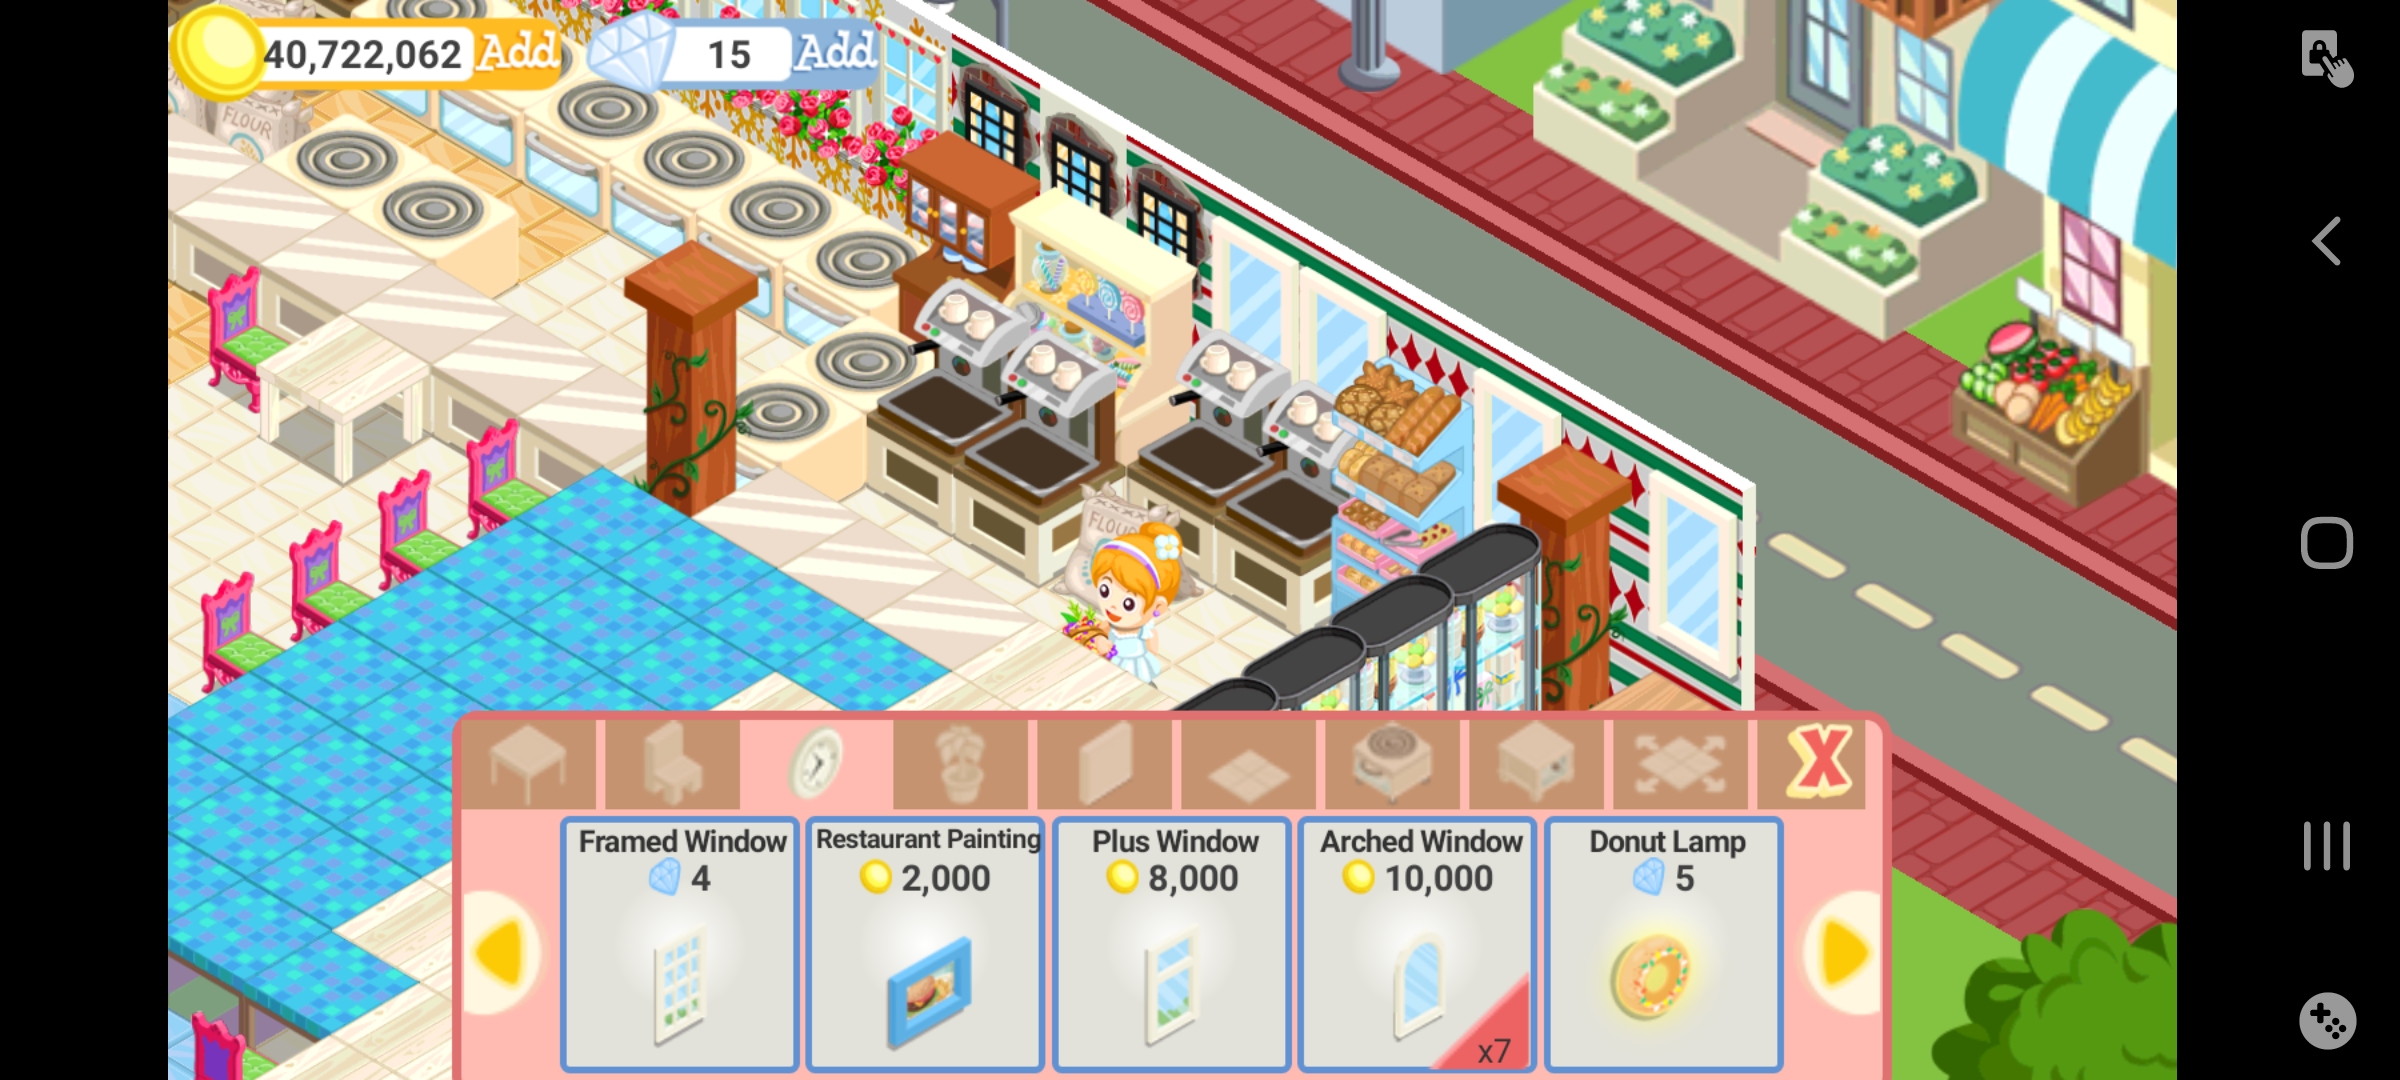 40,722,062 Add 15 Add
FLOUR
FLOUR
Framed Window
4
Restaurant Painting
2,000
Plus Window
8,000
Arched Window
10,000
x7
Donut Lamp
5
X